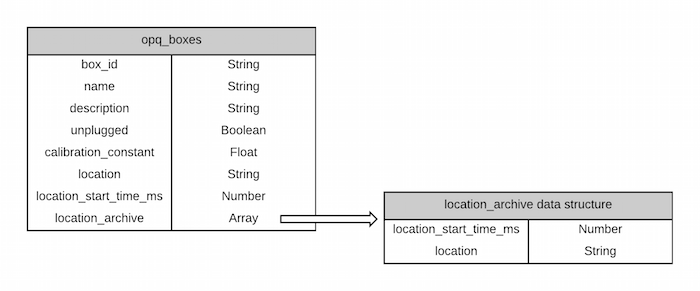 opq_boxes
box_id String
name String
description String
unplugged Boolean
calibration_constant Float
location String
location_start_time_ms Number
location_archive Array
location_archive data structure
location_start_time_ms Number
location String